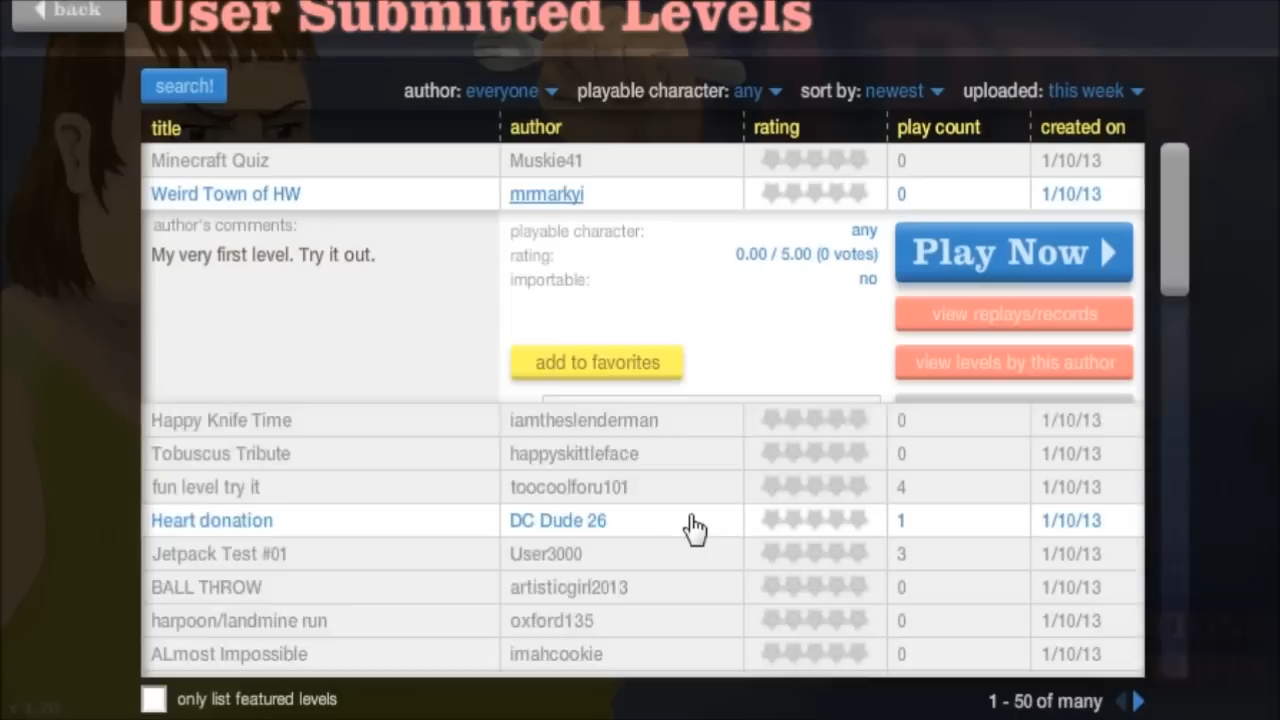 back
User Submitted Levels
search!
author: everyone playable character: any sort by: newest uploaded: this week
title author rating play count created on
Minecraft Quiz Muskie41 0 1/10/13
Weird Town of HW mrmarkyi 0 1/10/13
author's comments:
My very first level. Try it out.
playable character: any
rating: 0.00 / 5.00 (0 votes)
importable: no
add to favorites
Play Now
view replays/records
view levels by this author
Happy Knife Time iamtheslenderman 0 1/10/13
Tobuscus Tribute happyskittleface 0 1/10/13
fun level try it toocoolforu101 4 1/10/13
Heart donation DC Dude 26 1 1/10/13
Jetpack Test #01 User3000 3 1/10/13
BALL THROW artisticgirl2013 0 1/10/13
harpoon/landmine run oxford135 0 1/10/13
ALmost Impossible imahcookie 0 1/10/13
only list featured levels
1 - 50 of many